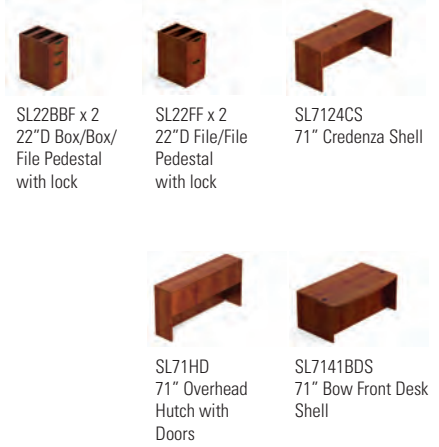 SL22BBF x 2
22”D Box/Box/
File Pedestal
with lock
SL22FF x 2
22”D File/File
Pedestal
with lock
SL7124CS
71” Credenza Shell
SL71HD
71” Overhead
Hutch with
Doors
SL7141BDS
71” Bow Front Desk
Shell